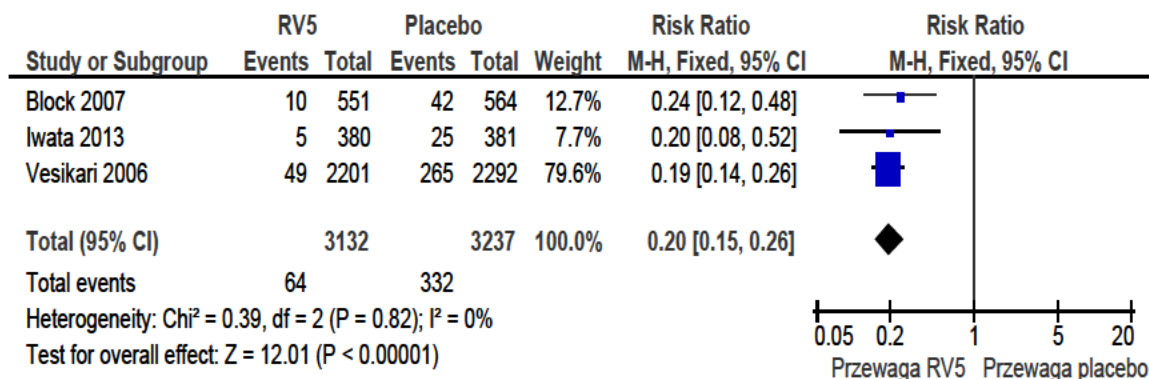 RV5 Placebo Risk Ratio Risk Ratio
Study or Subgroup Events Total Events Total Weight M-H, Fixed, 95% CI M-H, Fixed, 95% CI
Block 2007 10 551 42 564 12.7% 0.24 [0.12, 0.48]
Iwata 2013 5 380 25 381 7.7% 0.20 [0.08, 0.52]
Vesikari 2006 49 2201 265 2292 79.6% 0.19 [0.14, 0.26]
Total (95% CI) 3132 3237 100.0% 0.20 [0.15, 0.26]
Total events 64 332
Heterogeneity: Chi² = 0.39, df = 2 (P = 0.82); I² = 0%
Test for overall effect: Z = 12.01 (P < 0.00001)
0.05 0.2 1 5 20
Przewaga RV5 Przewaga placebo